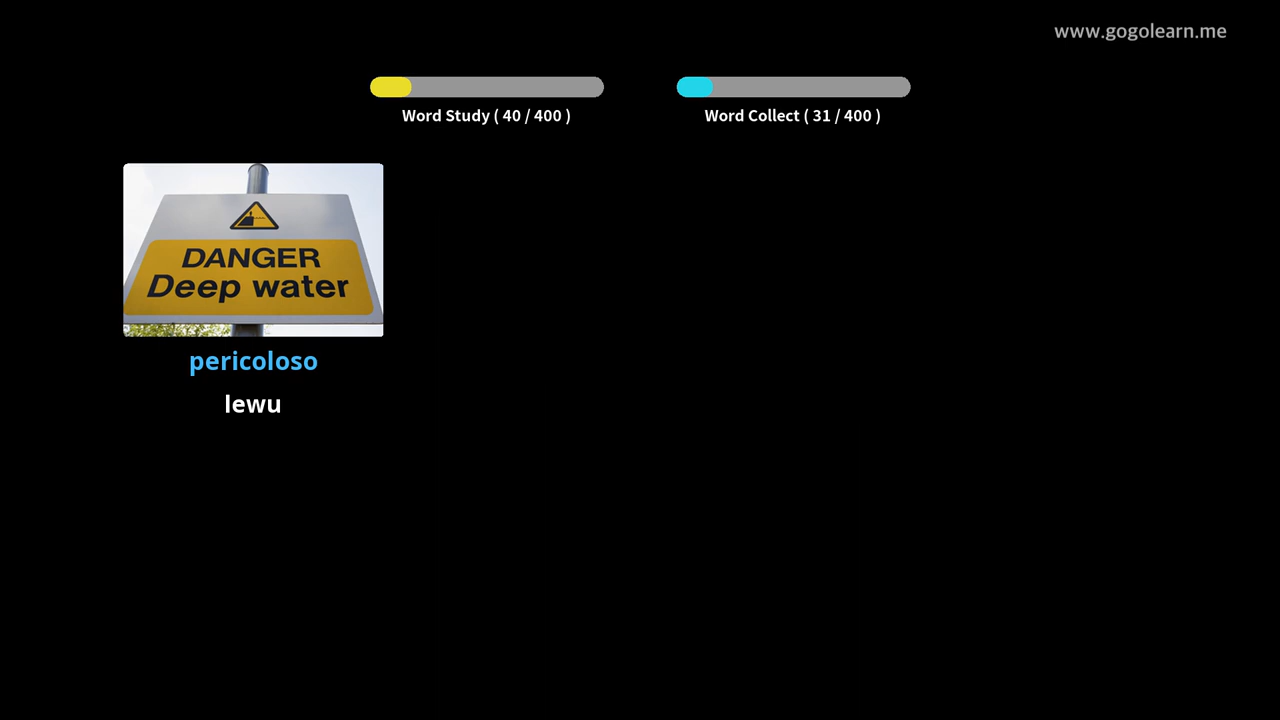 www.gogolearn.me
Word Study ( 40 / 400 )
Word Collect ( 31 / 400 )
DANGER
Deep water
pericoloso
lewu